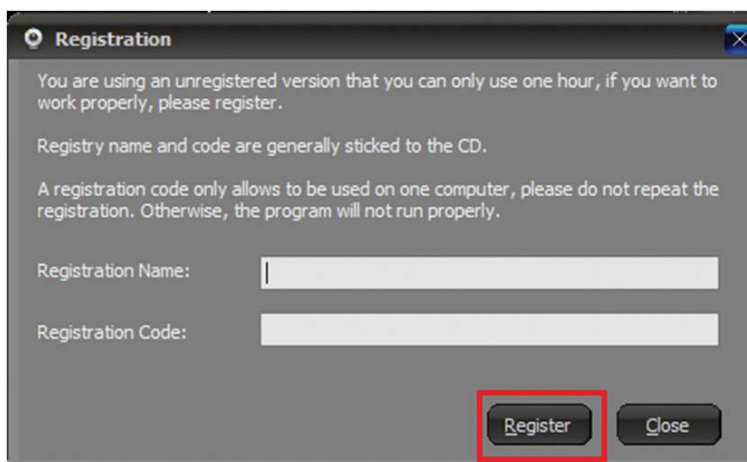 Registration
You are using an unregistered version that you can only use one hour, if you want to
work properly, please register.
Registry name and code are generally sticked to the CD.
A registration code only allows to be used on one computer, please do not repeat the
registration. Otherwise, the program will not run properly.
Registration Name:
Registration Code:
Register Close